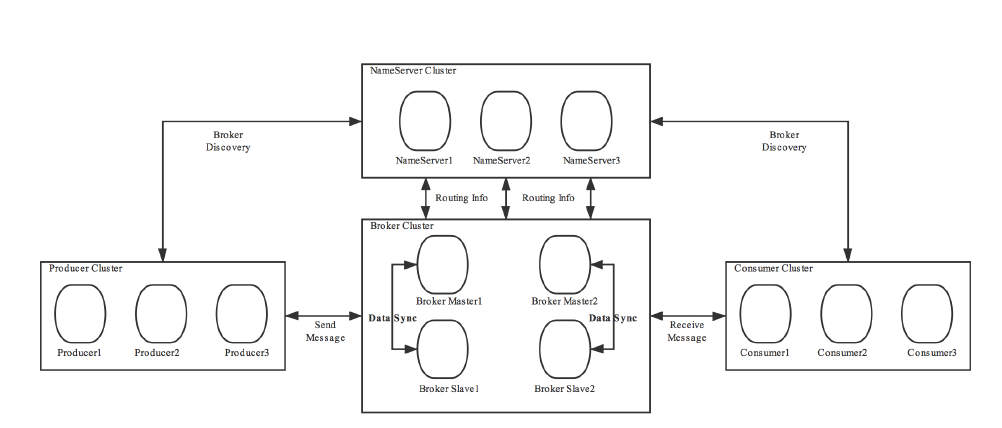 NameServer Cluster
NameServer1
NameServer2
NameServer3
Broker
Discovery
Broker
Discovery
Routing Info
Routing Info
Broker Cluster
Broker Master1
Broker Master2
Data Sync
Data Sync
Broker Slave1
Broker Slave2
Producer Cluster
Producer1
Producer2
Producer3
Send
Message
Receive
Message
Consumer Cluster
Consumer1
Consumer2
Consumer3